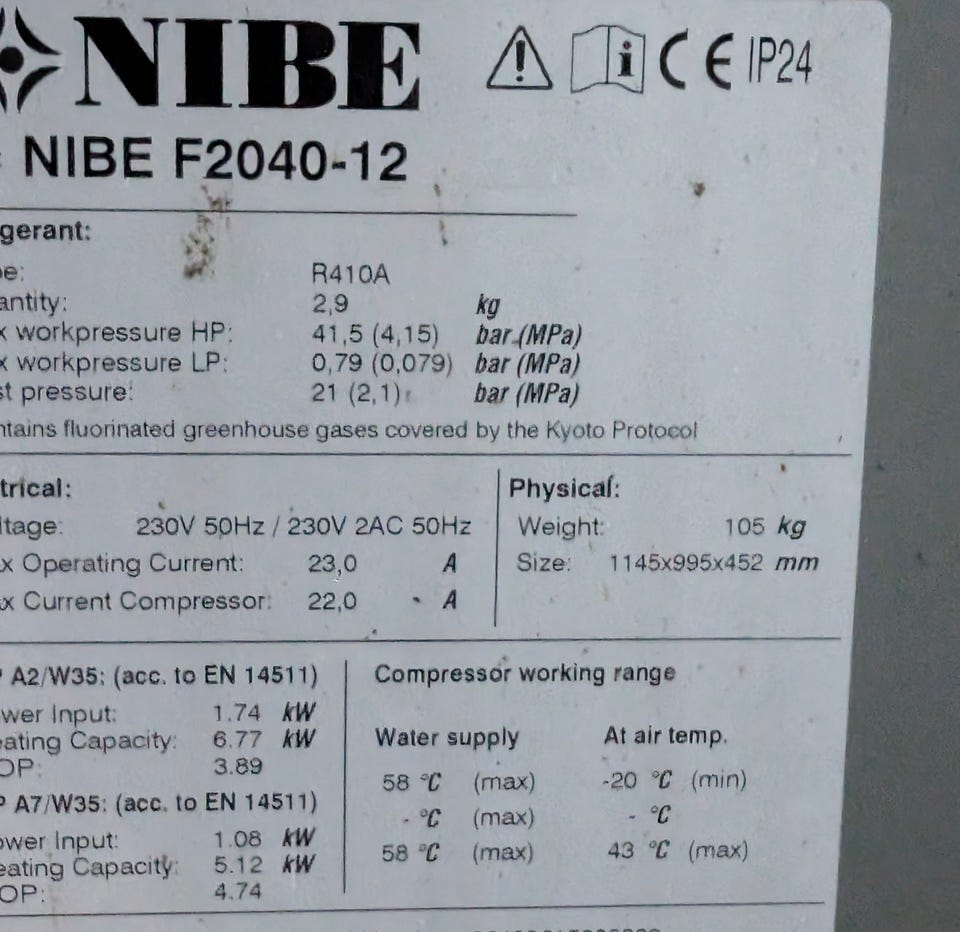 NIBE CE IP24
NIBE F2040-12
gerant:
e: R410A
antity: 2,9 kg
x workpressure HP: 41,5 (4,15) bar (MPa)
x workpressure LP: 0,79 (0,079) bar (MPa)
st pressure: 21 (2,1) bar (MPa)
ntains fluorinated greenhouse gases covered by the Kyoto Protocol
trical:
ltage: 230V 50Hz / 230V 2AC 50Hz
x Operating Current: 23,0 A
x Current Compressor: 22,0 A
Physical:
Weight: 105 kg
Size: 1145x995x452 mm
P A2/W35: (acc. to EN 14511)
wer Input: 1.74 kW
eating Capacity: 6.77 kW
OP: 3.89
P A7/W35: (acc. to EN 14511)
ower Input: 1.08 kW
eating Capacity: 5.12 kW
OP: 4.74
Compressor working range
Water supply At air temp.
58 °C (max) -20 °C (min)
- °C (max) - °C
58 °C (max) 43 °C (max)